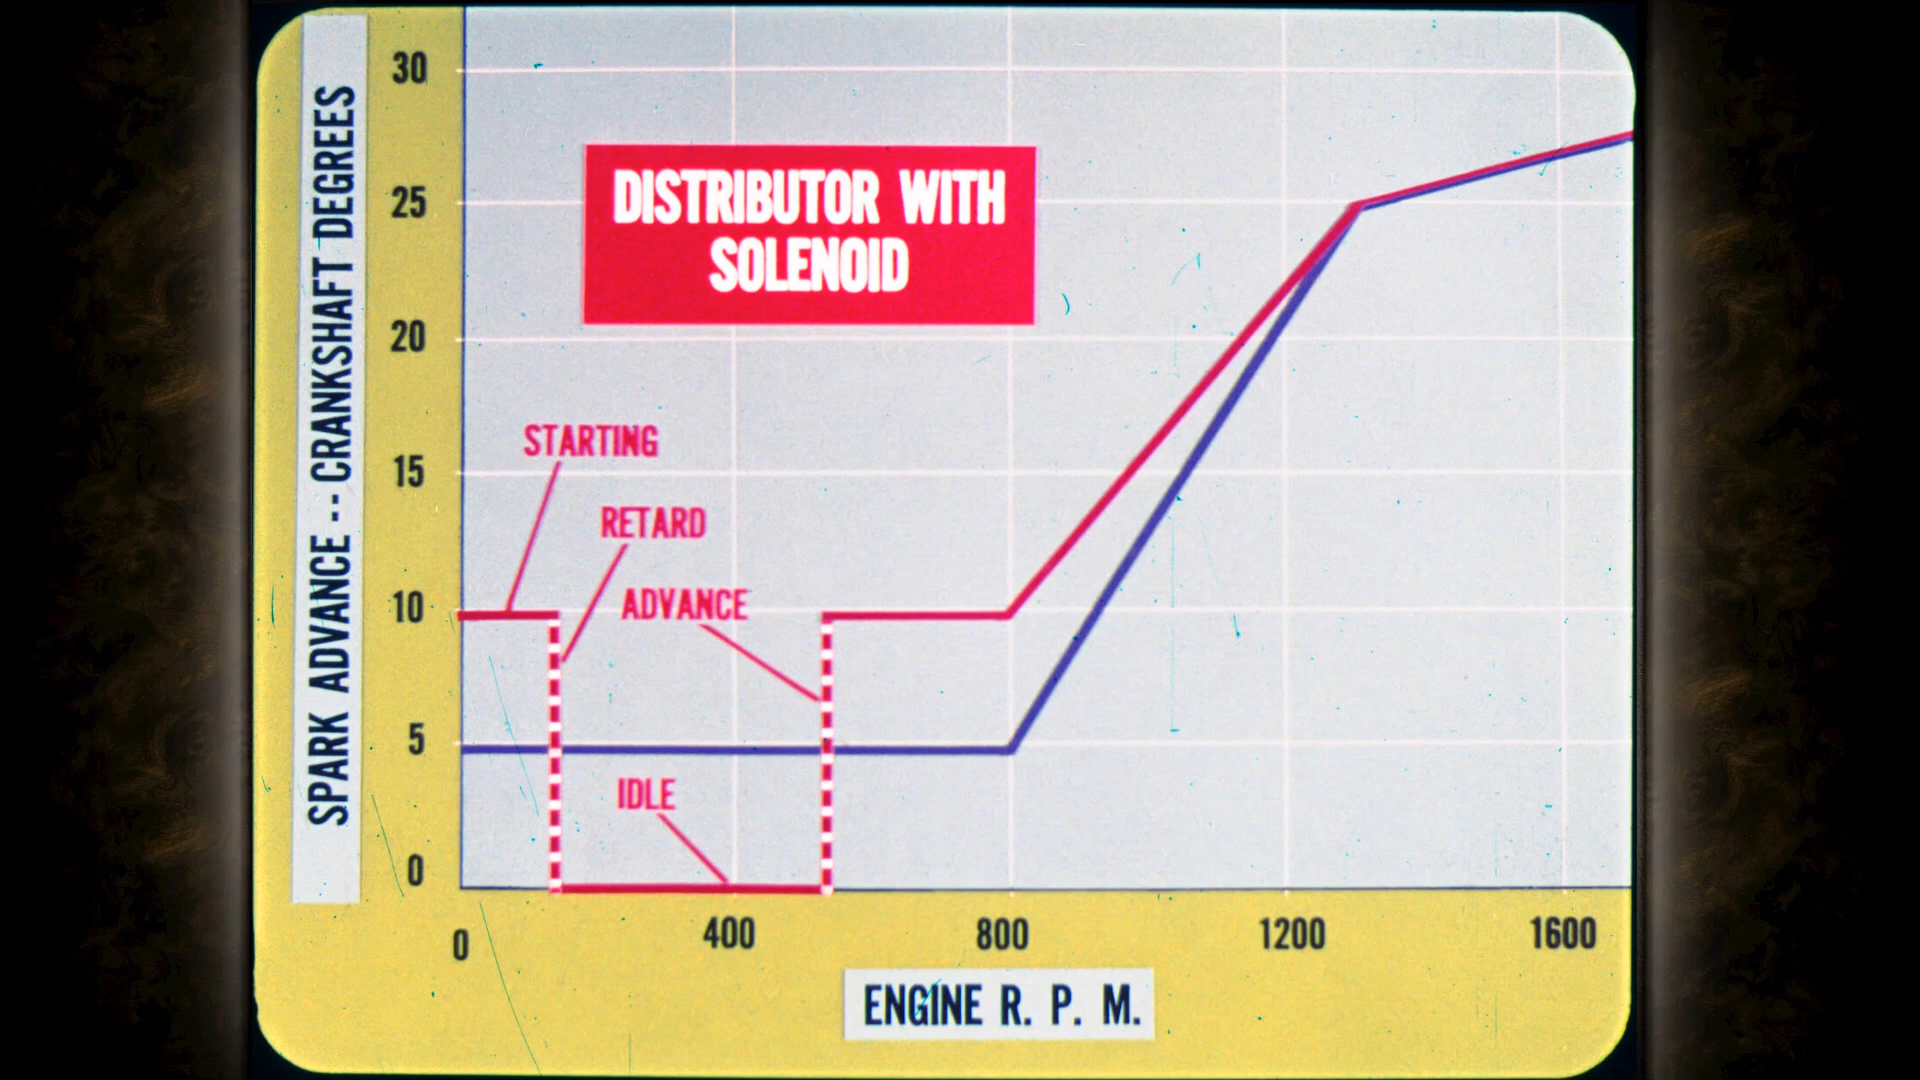 SPARK ADVANCE -- CRANKSHAFT DEGREES
30
25
20
15
10
5
0
DISTRIBUTOR WITH
SOLENOID
STARTING
RETARD
ADVANCE
IDLE
0
400
800
1200
1600
ENGINE R. P. M.